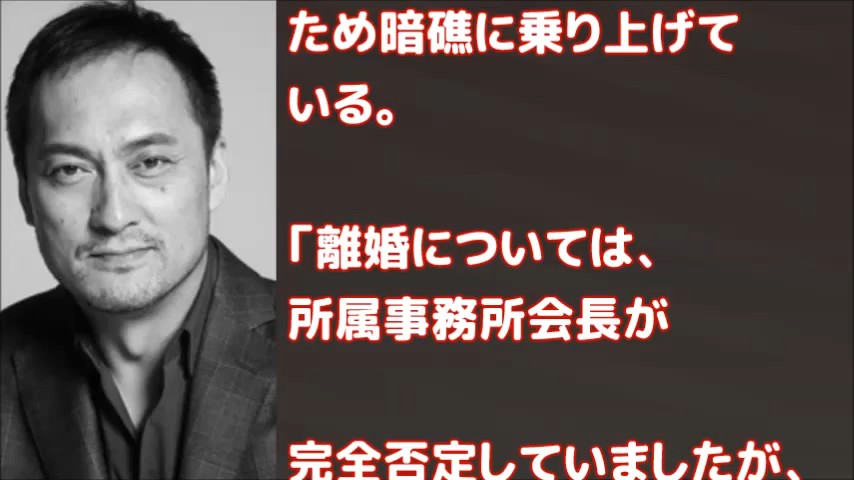 ため暗礁に乗り上げて
いる。
「離婚については、
所属事務所会長が
完全否定していましたが、